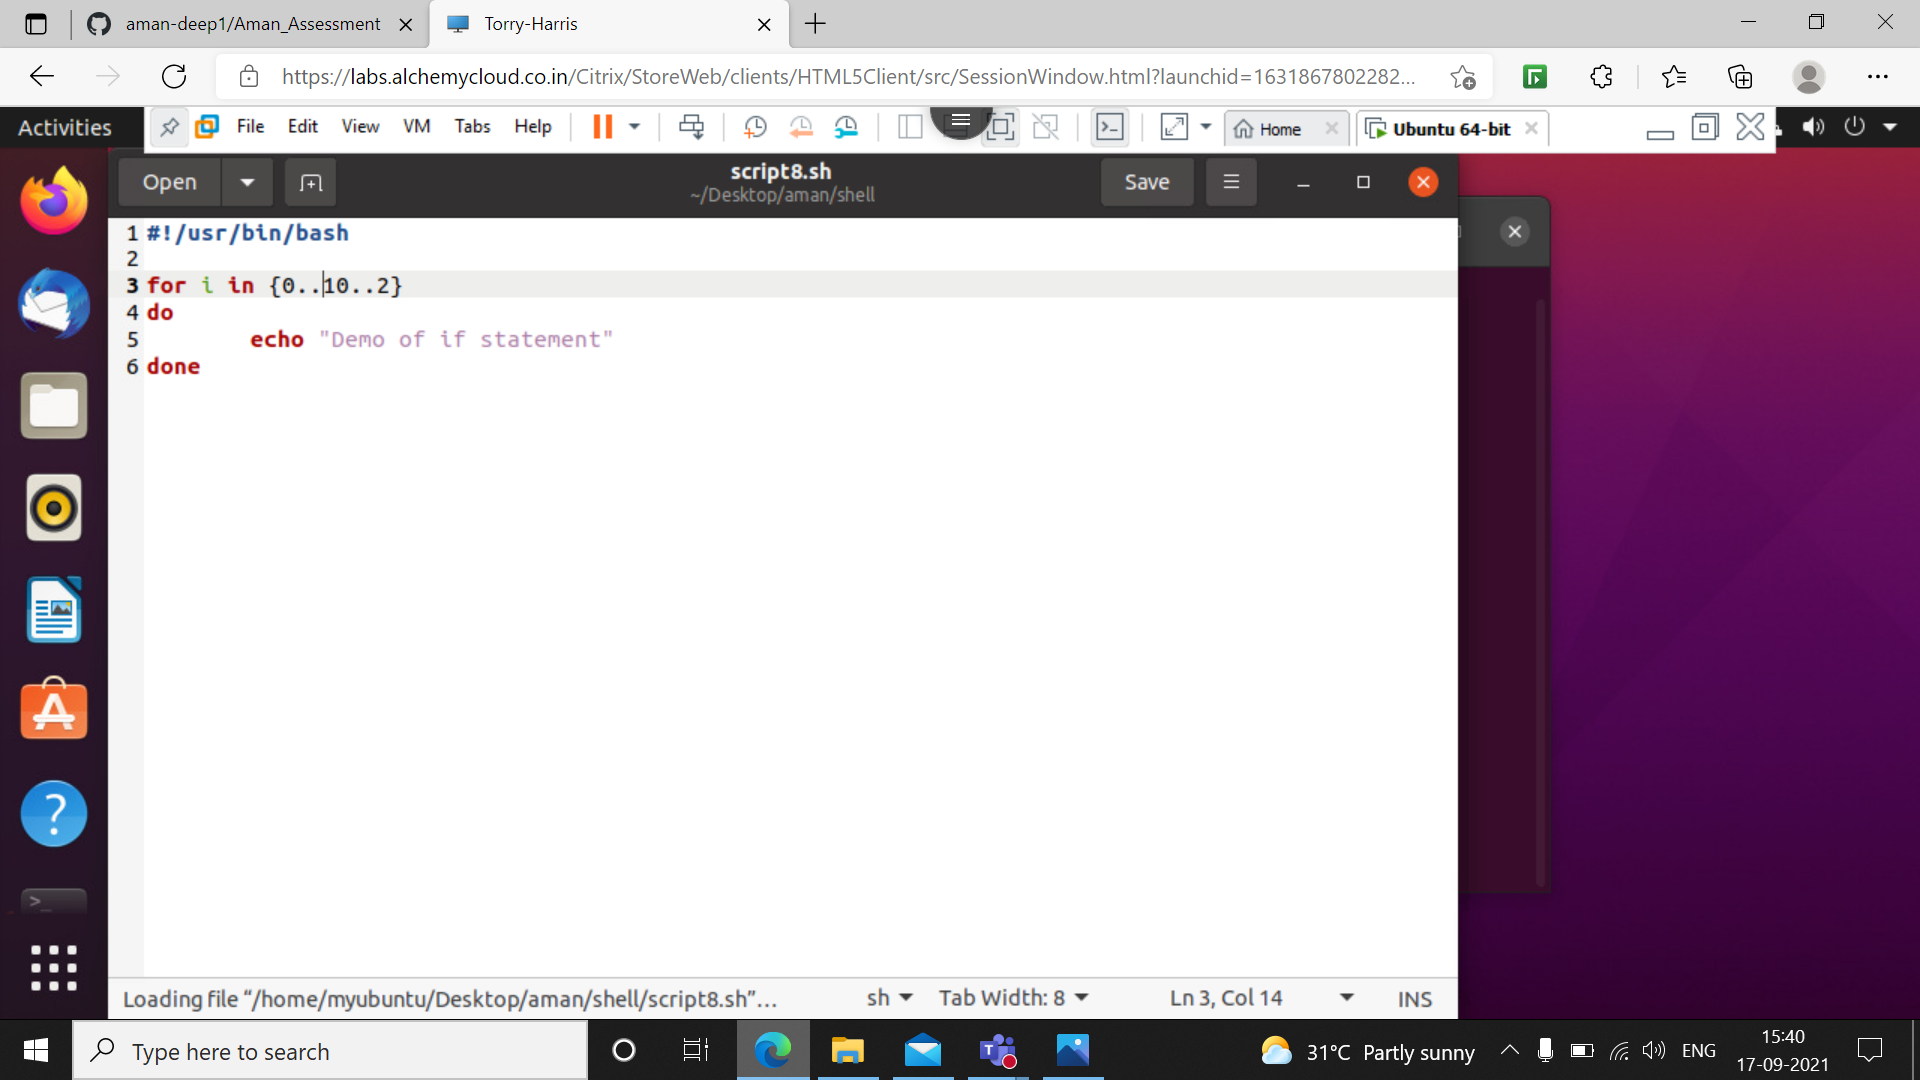 aman-deep1/Aman_Assessment
Torry-Harris
https://labs.alchemycloud.co.in/Citrix/StoreWeb/clients/HTML5Client/src/SessionWindow.html?launchid=1631867802282...
Activities
File Edit View VM Tabs Help
Home
Ubuntu 64-bit
Open
script8.sh
~/Desktop/aman/shell
Save
1 #!/usr/bin/bash
2
3 for i in {0..10..2}
4 do
5 echo "Demo of if statement"
6 done
Loading file “/home/myubuntu/Desktop/aman/shell/script8.sh”...
sh
Tab Width: 8
Ln 3, Col 14
INS
Type here to search
31°C Partly sunny
ENG
15:40
17-09-2021